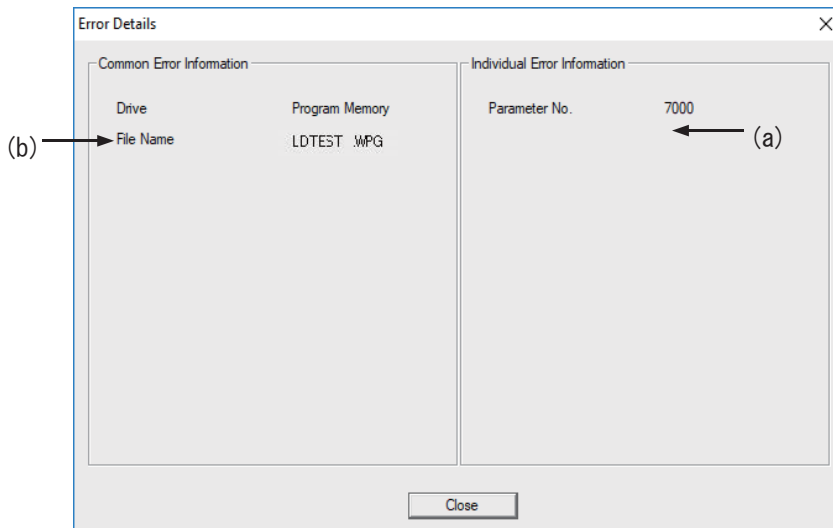 Error Details
Common Error Information
Drive Program Memory
(b) File Name LDTEST .WPG
Individual Error Information
Parameter No. 7000
(a)
Close